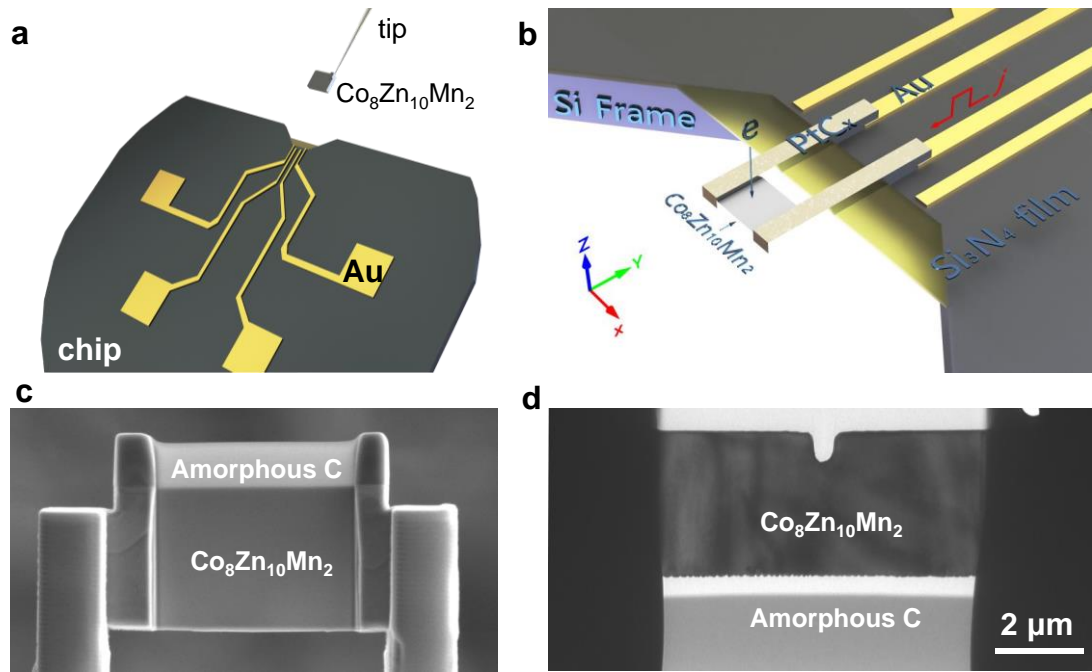 a
tip
Co₈Zn₁₀Mn₂
Au
chip
b
Si Frame
e
PtCₓ
Au
j
Co₈Zn₁₀Mn₂
Si₃N₄ film
Z
Y
X
c
Amorphous C
Co₈Zn₁₀Mn₂
d
Co₈Zn₁₀Mn₂
Amorphous C
2 µm